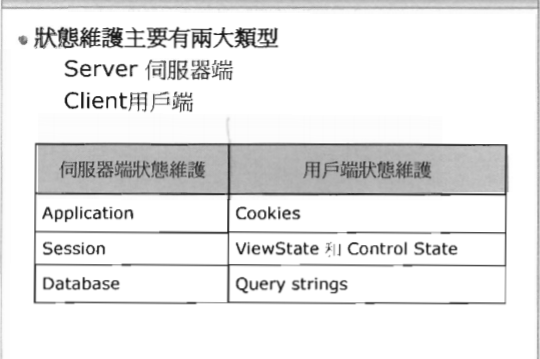 狀態維護主要有兩大類型
Server 伺服器端
Client用戶端
伺服器端狀態維護 用戶端狀態維護
Application Cookies
Session ViewState 和 Control State
Database Query strings